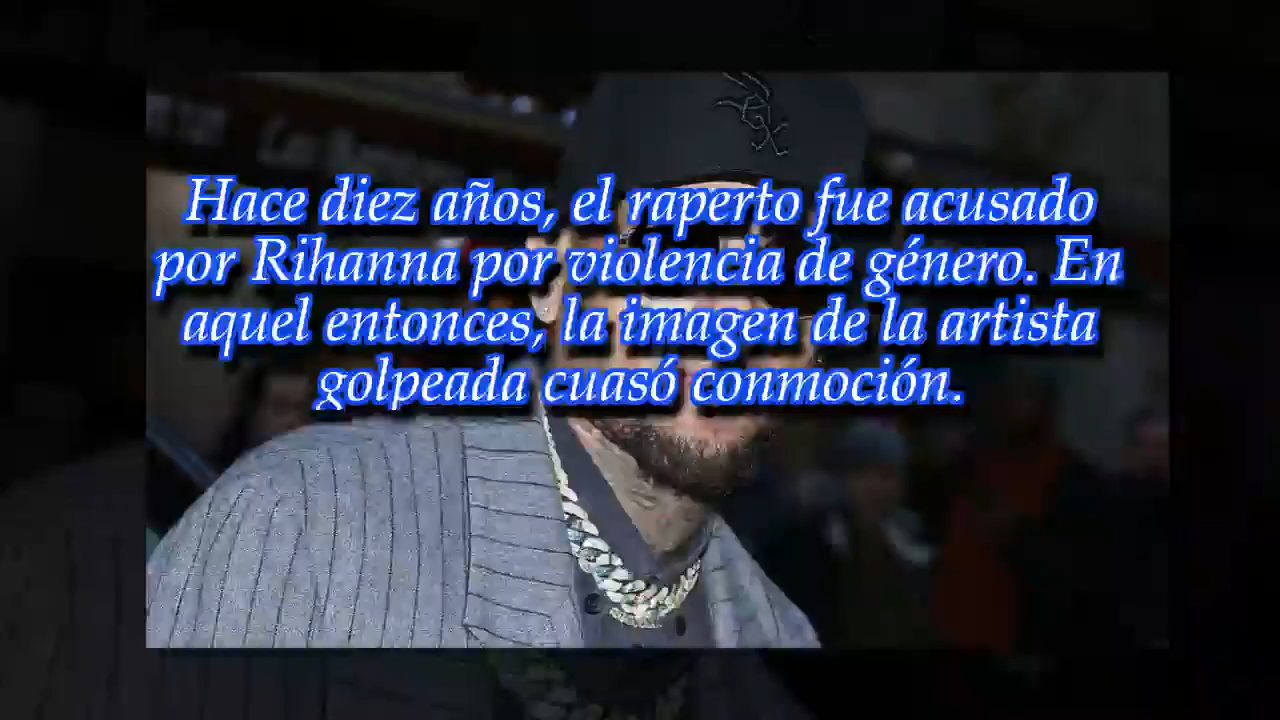 Hace diez años, el raperto fue acusado
por Rihanna por violencia de género. En
aquel entonces, la imagen de la artista
golpeada cuasó conmoción.